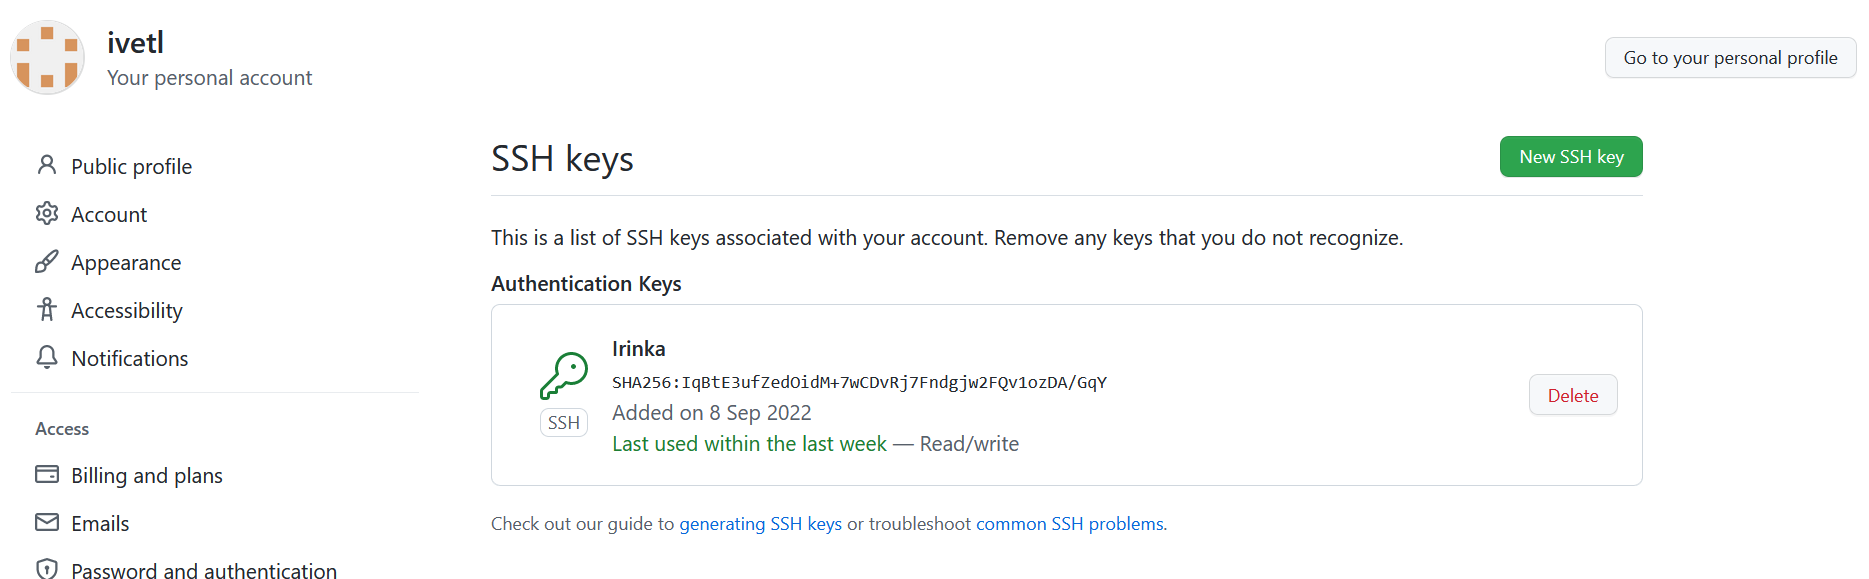 ivetl
Your personal account
Go to your personal profile
Public profile
Account
Appearance
Accessibility
Notifications
Access
Billing and plans
Emails
Password and authentication
SSH keys
New SSH key
This is a list of SSH keys associated with your account. Remove any keys that you do not recognize.
Authentication Keys
Irinka
SHA256:IqBtE3ufZedOidM+7wCDvRj7Fndgjw2FQv1ozDA/GqY
Added on 8 Sep 2022
Last used within the last week — Read/write
SSH
Delete
Check out our guide to generating SSH keys or troubleshoot common SSH problems.